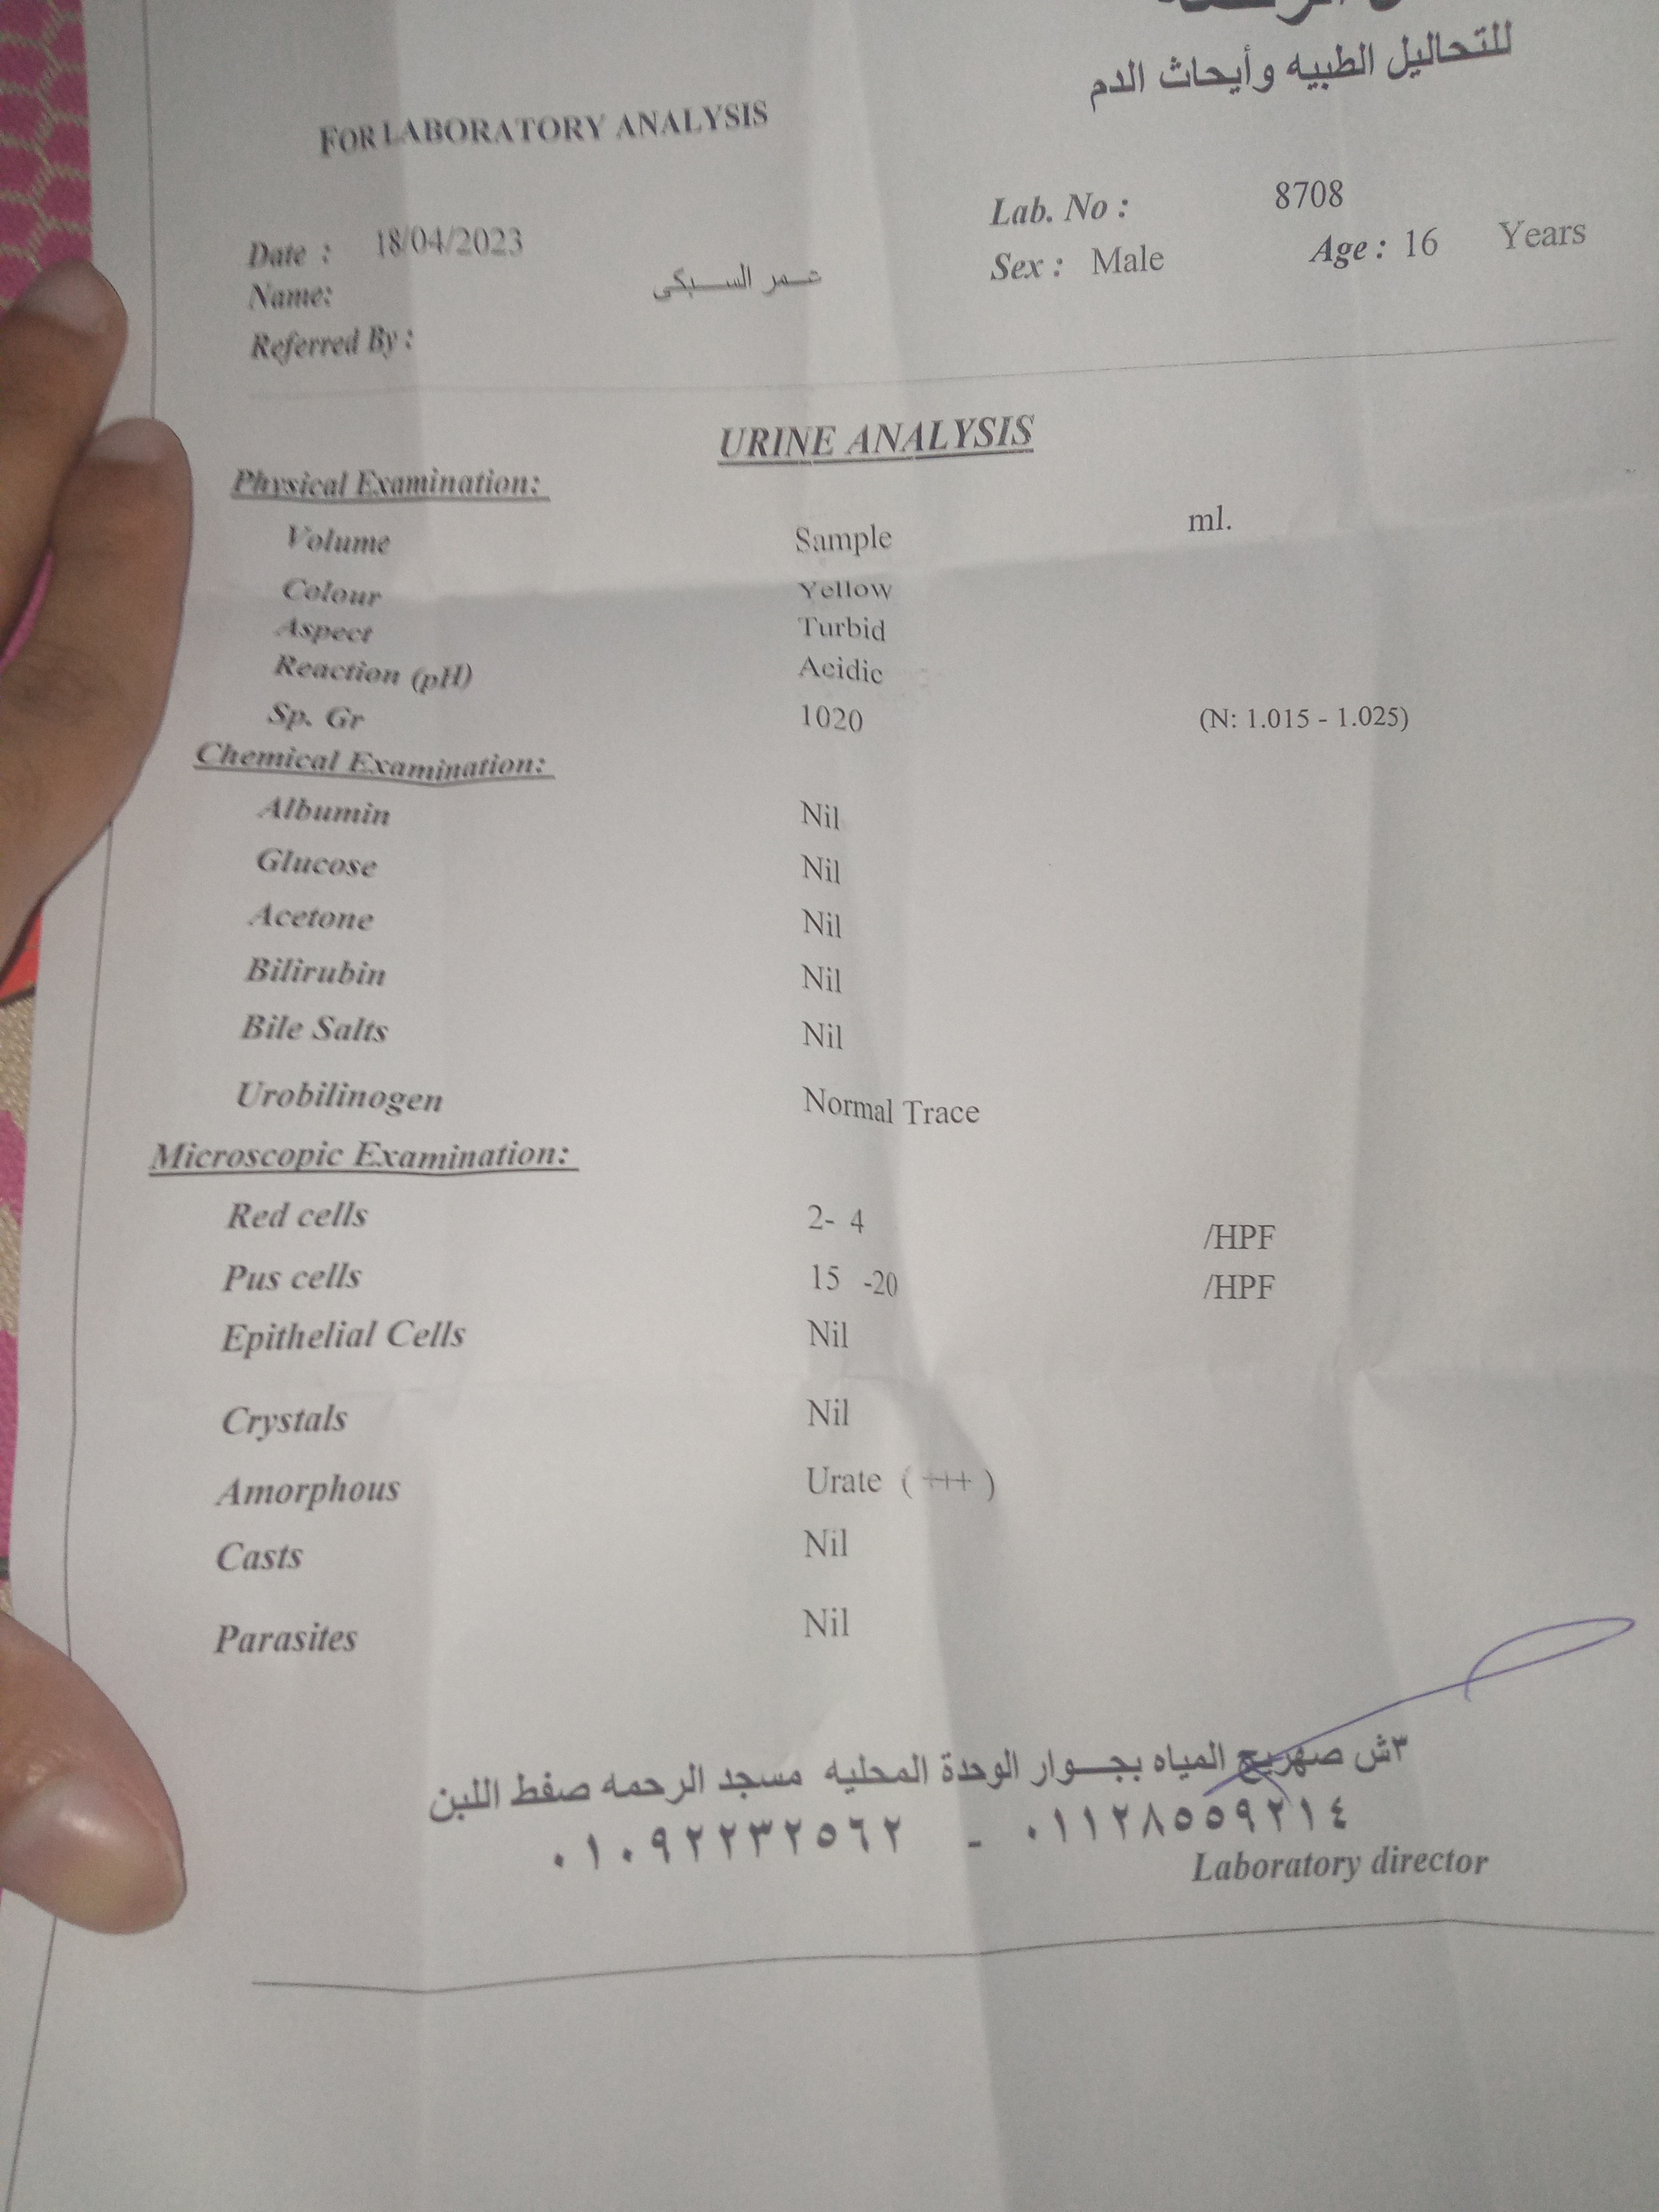 للتحاليل الطبيه وأبحاث الدم
FOR LABORATORY ANALYSIS
Lab. No : 8708
Date : 18/04/2023
Sex : Male Age : 16 Years
Name: عمر السبكى
Referred By :
URINE ANALYSIS
Physical Examination:
Volume Sample ml.
Colour Yellow
Aspect Turbid
Reaction (pH) Acidic
Sp. Gr 1020 (N: 1.015 - 1.025)
Chemical Examination:
Albumin Nil
Glucose Nil
Acetone Nil
Bilirubin Nil
Bile Salts Nil
Urobilinogen Normal Trace
Microscopic Examination:
Red cells 2- 4 /HPF
Pus cells 15 -20 /HPF
Epithelial Cells Nil
Crystals Nil
Amorphous Urate ( +++ )
Casts Nil
Parasites Nil
٣ش صهريج المياه بجوار الوحدة المحليه مسجد الرحمه صفط اللبن
٠١١٢٨٥٥٩٢١٤ - ٠١٠٩٢٢٣٢٥٦٢
Laboratory director